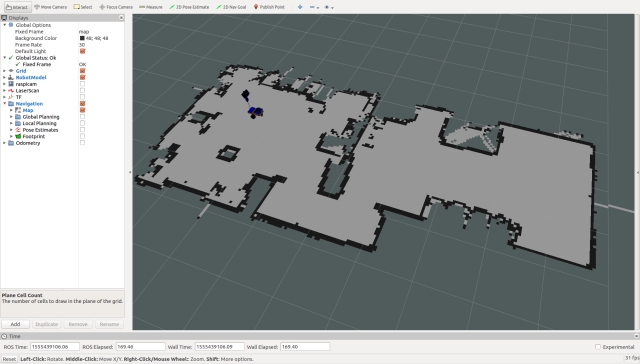 Interact Move Camera Select Focus Camera Measure 2D Pose Estimate 2D Nav Goal Publish Point
Displays
Global Options
Fixed Frame map
Background Color 48; 48; 48
Frame Rate 30
Default Light
Global Status: Ok
Fixed Frame OK
Grid
RobotModel
raspicam
LaserScan
TF
Navigation
Map
Global Planning
Local Planning
Pose Estimates
Footprint
Odometry
Plane Cell Count
The number of cells to draw in the plane of the grid.
Add Duplicate Remove Rename
Time
ROS Time: 1555439106.06 ROS Elapsed: 169.46 Wall Time: 1555439106.09 Wall Elapsed: 169.40 Experimental
Reset Left-Click: Rotate. Middle-Click: Move X/Y. Right-Click/Mouse Wheel: Zoom. Shift: More options. 31 fps